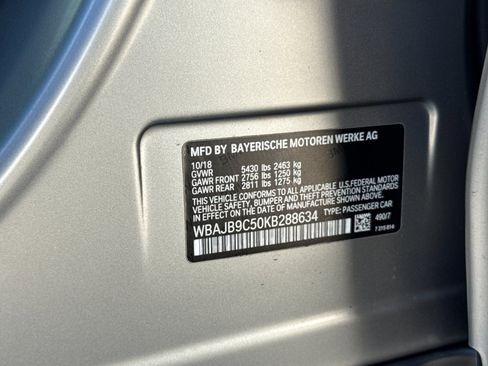 MFD BY BAYERISCHE MOTOREN WERKE AG
10/18
GVWR 5430 lbs 2463 kg
GAWR FRONT 2756 lbs 1250 kg
GAWR REAR 2811 lbs 1275 kg
THIS VEHICLE CONFORMS TO ALL APPLICABLE U.S.FEDERAL MOTOR
VEHICLE SAFETY, BUMPER, AND THEFT PREVENTION STANDARDS
IN EFFECT ON THE DATE OF MANUFACTURE SHOWN ABOVE.
WBAJB9C50KB288634 TYPE: PASSENGER CAR
490/7